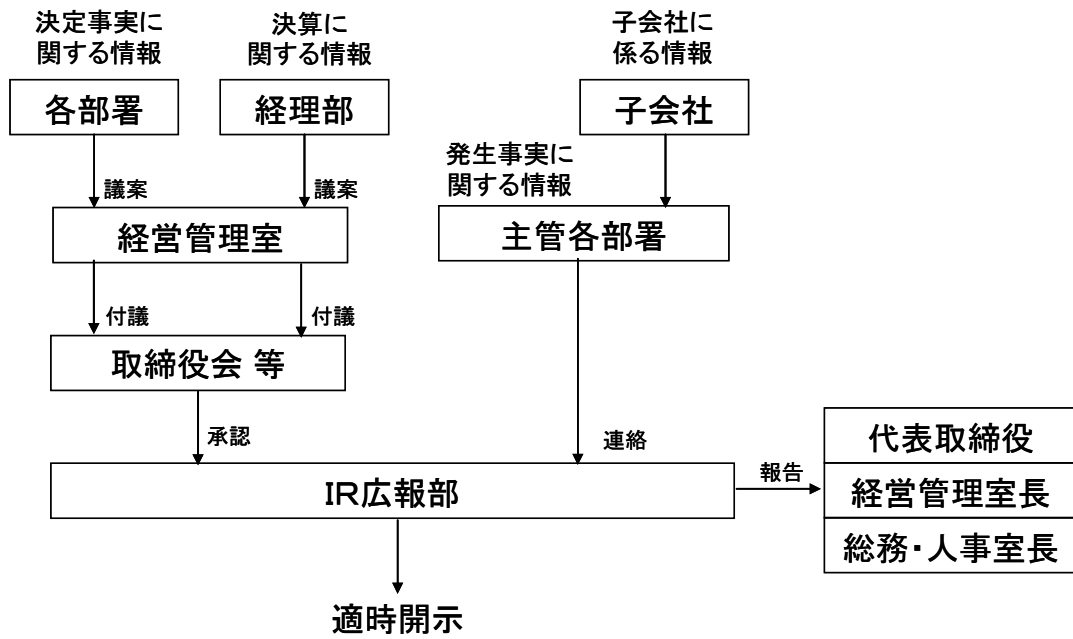 決定事実に
関する情報
決算に
関する情報
子会社に
係る情報
各部署
経理部
子会社
発生事実に
関する情報
議案
議案
経営管理室
主管各部署
付議
付議
取締役会 等
承認
連絡
代表取締役
報告
IR広報部
経営管理室長
総務・人事室長
適時開示